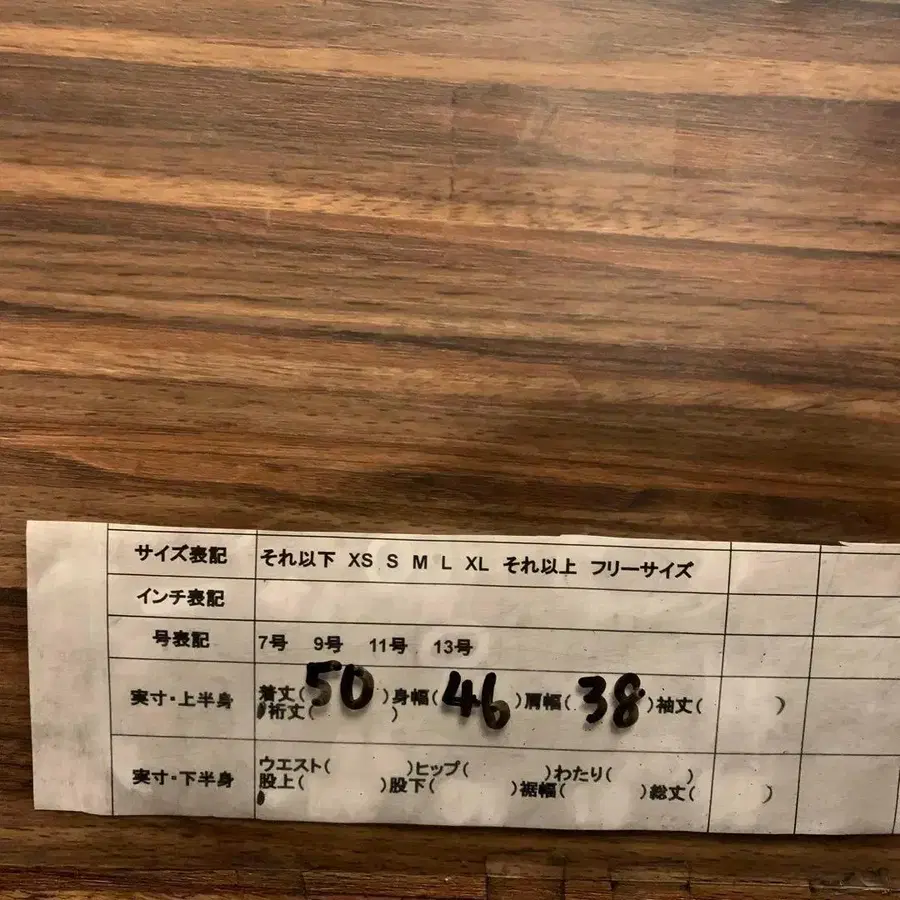 サイズ表記 それ以下 XS S M L XL それ以上 フリーサイズ
インチ表記
号表記 7号 9号 11号 13号
実寸・上半身 着丈(50)身幅(46)肩幅(38)袖丈( )
裄丈( )
実寸・下半身 ウエスト( )ヒップ( )わたり( )
股上( )股下( )裾幅( )総丈( )